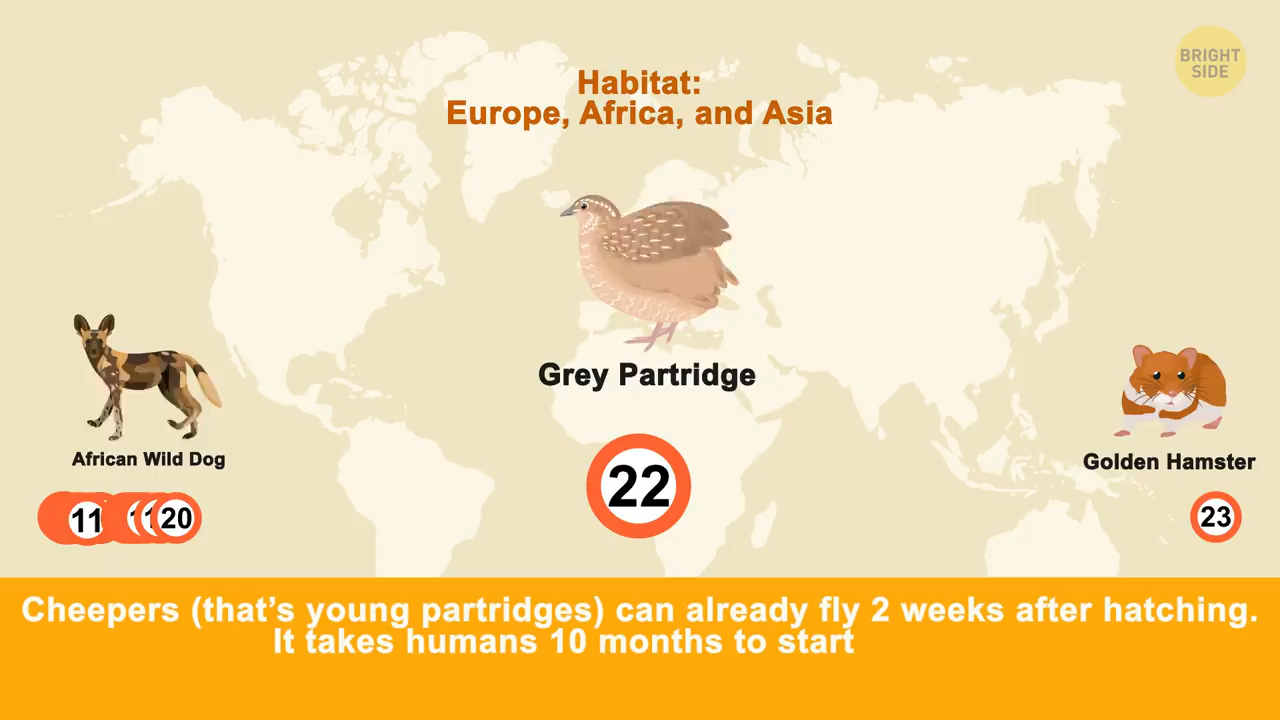 BRIGHT
SIDE
Habitat:
Europe, Africa, and Asia
Grey Partridge
22
African Wild Dog
11
20
Golden Hamster
23
Cheepers (that's young partridges) can already fly 2 weeks after hatching.
It takes humans 10 months to start